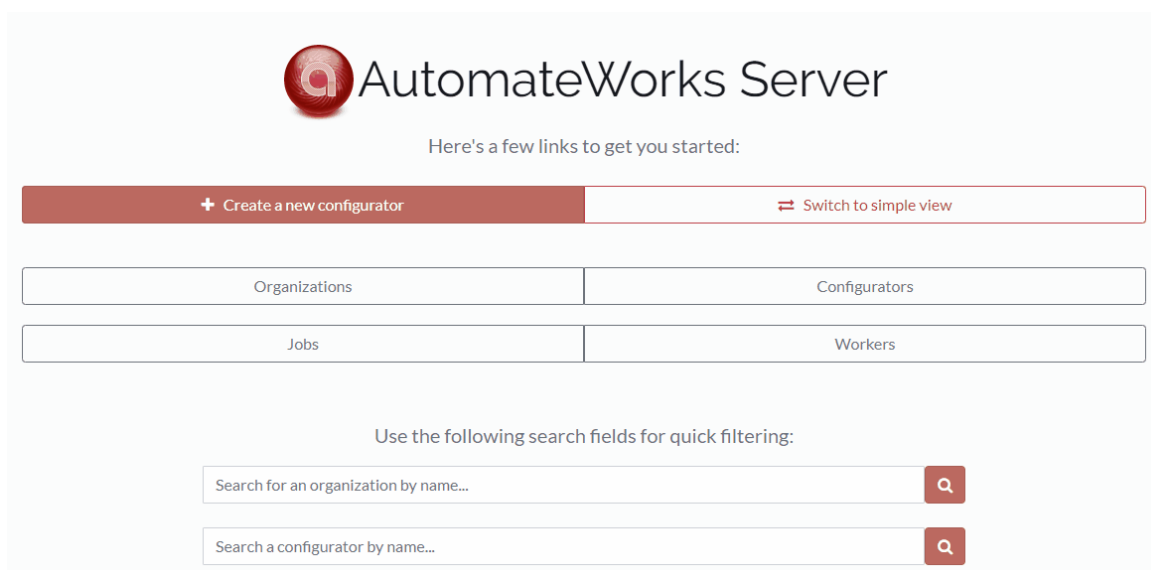 AutomateWorks Server
Here's a few links to get you started:
Create a new configurator
Switch to simple view
Organizations
Configurators
Jobs
Workers
Use the following search fields for quick filtering:
Search for an organization by name...
Search a configurator by name...